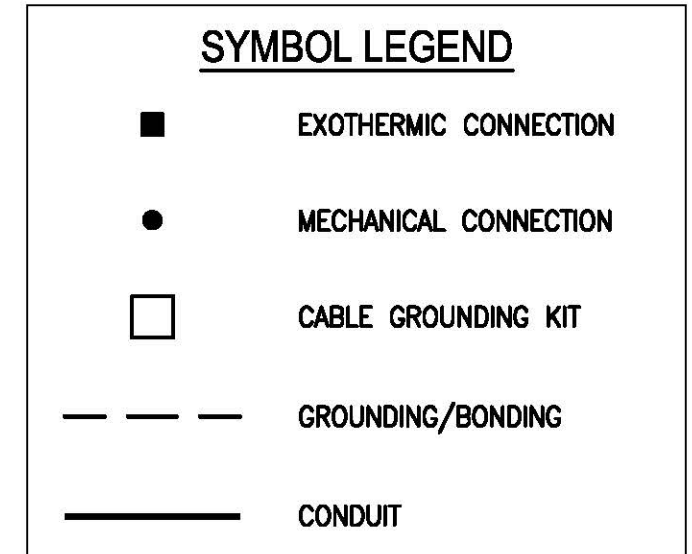 SYMBOL LEGEND
EXOTHERMIC CONNECTION
MECHANICAL CONNECTION
CABLE GROUNDING KIT
GROUNDING/BONDING
CONDUIT